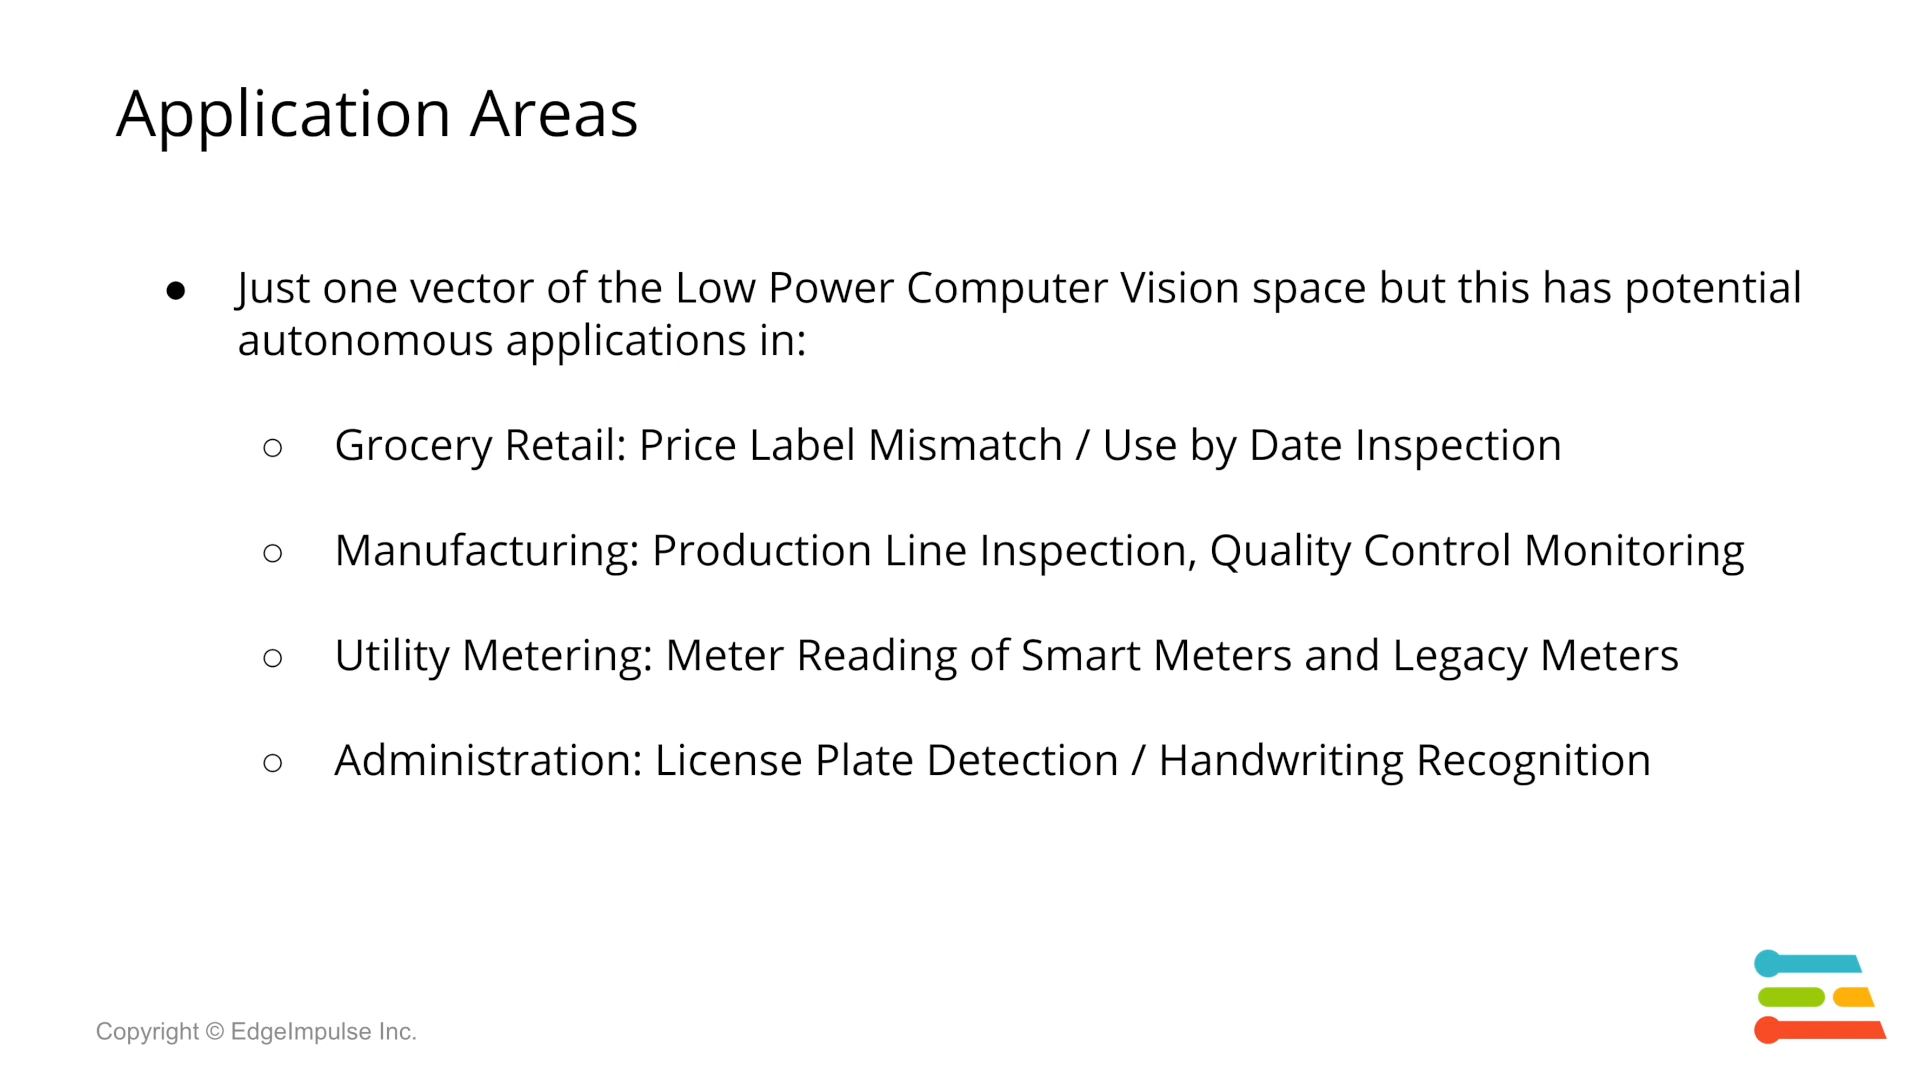 Application Areas
● Just one vector of the Low Power Computer Vision space but this has potential
autonomous applications in:
○ Grocery Retail: Price Label Mismatch / Use by Date Inspection
○ Manufacturing: Production Line Inspection, Quality Control Monitoring
○ Utility Metering: Meter Reading of Smart Meters and Legacy Meters
○ Administration: License Plate Detection / Handwriting Recognition
Copyright © EdgeImpulse Inc.